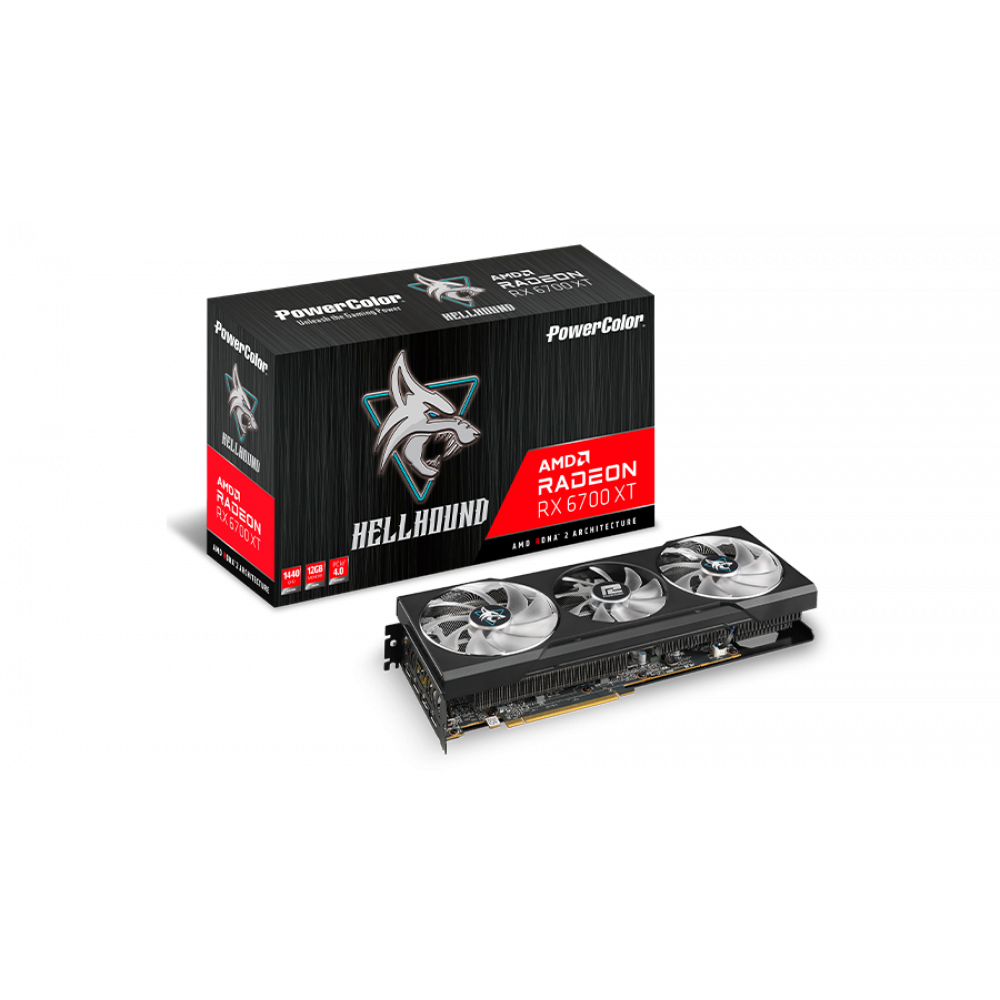 PowerColor
Unleash the Gaming Power
HELLHOUND
AMD
RADEON
RX 6700 XT
PowerColor
HELLHOUND
AMD
RADEON
RX 6700 XT
1440
12GB
PCIe
4.0
PowerColor
HELLHOUND
AMD
RADEON
RX 6700 XT
AMD RDNA 2 ARCHITECTURE